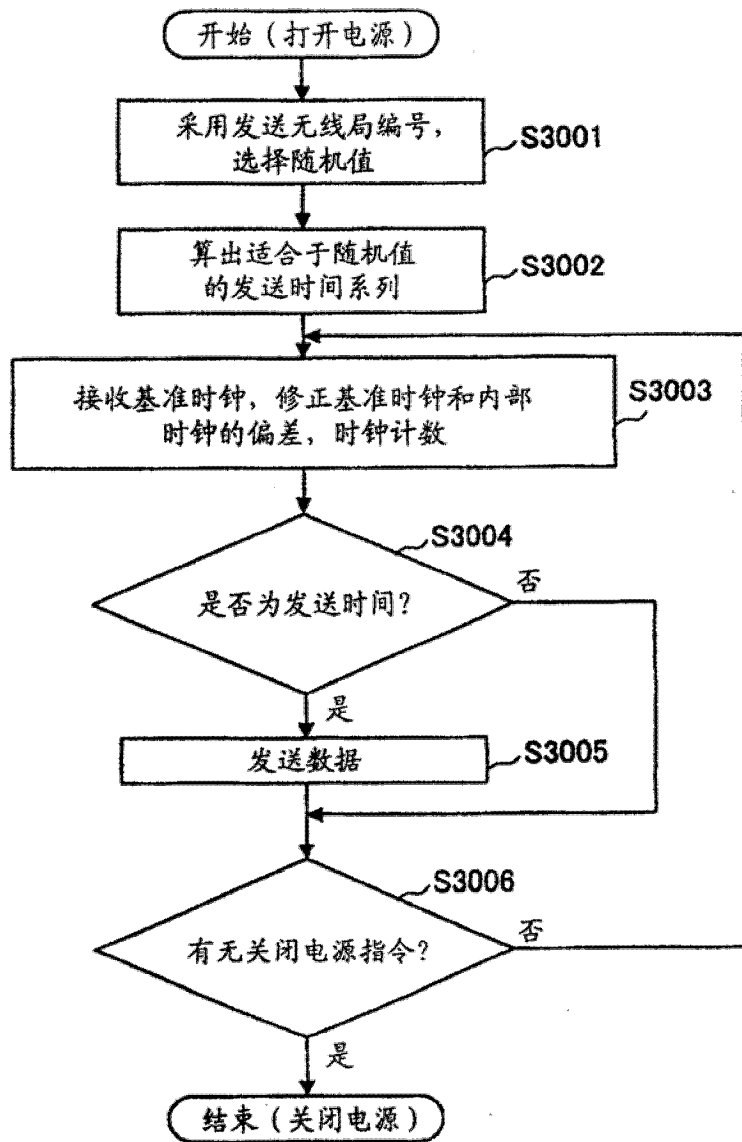 开始（打开电源）
采用发送无线局编号，
选择随机值
S3001
算出适合于随机值
的发送时间系列
S3002
接收基准时钟，修正基准时钟和内部
时钟的偏差，时钟计数
S3003
S3004
是否为发送时间？
否
是
发送数据
S3005
S3006
有无关闭电源指令？
否
是
结束（关闭电源）